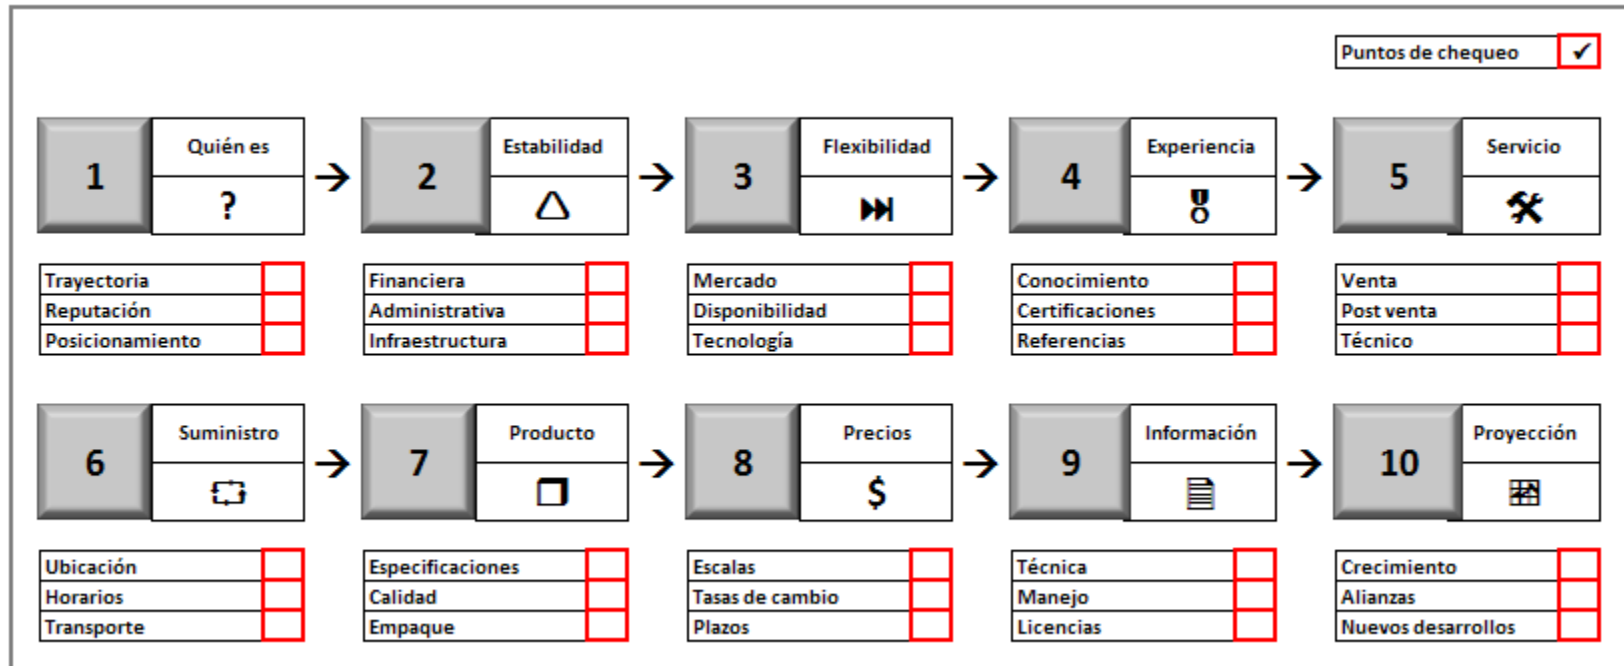 Puntos de chequeo ✔
1 Quién es
?
2 Estabilidad
3 Flexibilidad
4 Experiencia
5 Servicio
Trayectoria
Reputación
Posicionamiento
Financiera
Administrativa
Infraestructura
Mercado
Disponibilidad
Tecnología
Conocimiento
Certificaciones
Referencias
Venta
Post venta
Técnico
6 Suministro
7 Producto
8 Precios
$
9 Información
10 Proyección
Ubicación
Horarios
Transporte
Especificaciones
Calidad
Empaque
Escalas
Tasas de cambio
Plazos
Técnica
Manejo
Licencias
Crecimiento
Alianzas
Nuevos desarrollos